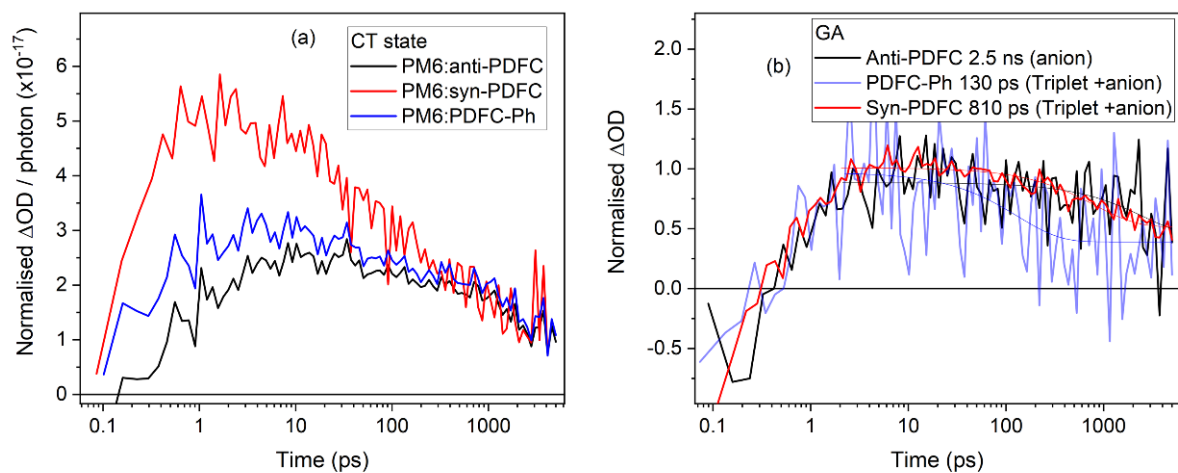 (a)
CT state
PM6:anti-PDFC
PM6:syn-PDFC
PM6:PDFC-Ph
Normalised ΔOD / photon (x10⁻¹⁷)
6
5
4
3
2
1
0
0.1 1 10 100 1000
Time (ps)
(b)
GA
Anti-PDFC 2.5 ns (anion)
PDFC-Ph 130 ps (Triplet +anion)
Syn-PDFC 810 ps (Triplet +anion)
Normalised ΔOD
2.0
1.5
1.0
0.5
0.0
-0.5
0.1 1 10 100 1000
Time (ps)